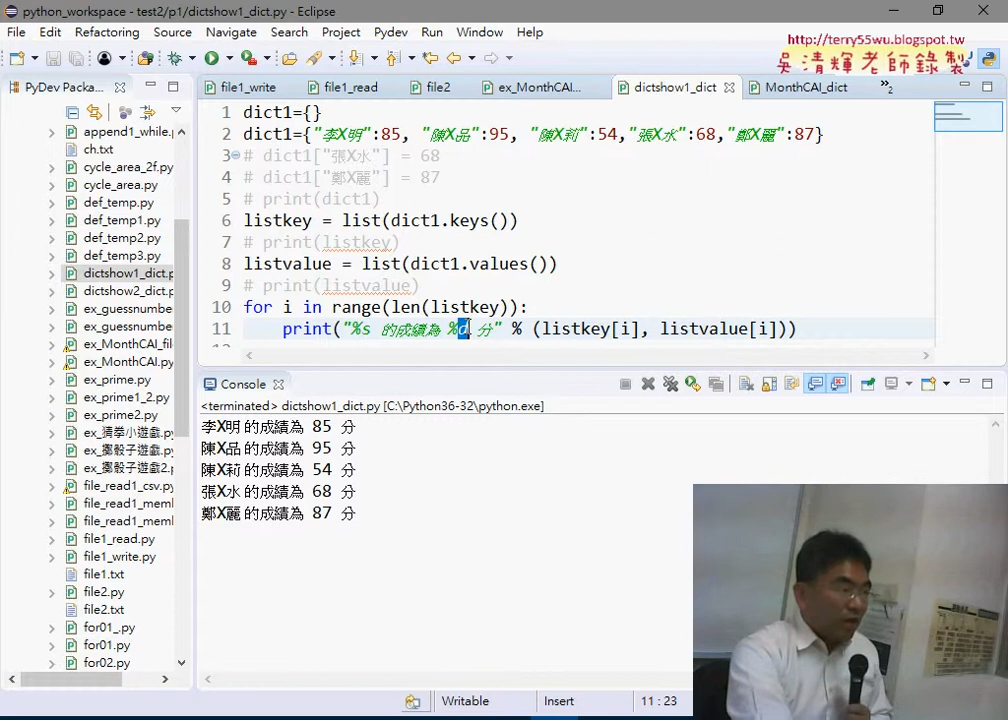 python_workspace - test2/p1/dictshow1_dict.py - Eclipse
File Edit Refactoring Source Navigate Search Project Pydev Run Window Help
http://terry55wu.blogspot.tw
吳清輝老師錄製
PyDev Packa...
file1_write
file1_read
file2
ex_MonthCAI...
dictshow1_dict
MonthCAI_dict
»2
append1_while.
ch.txt
cycle_area_2f.py
cycle_area.py
def_temp.py
def_temp1.py
def_temp2.py
def_temp3.py
dictshow1_dict.p
dictshow2_dict.p
ex_guessnumber
ex_guessnumber
ex_MonthCAI_fil
ex_MonthCAI.py
ex_prime.py
ex_prime1_2.py
ex_prime2.py
ex_猜拳小遊戲.py
ex_擲骰子遊戲.py
ex_擲骰子遊戲2.p
file_read1_csv.py
file_read1_mem
file_read1_mem
file1_read.py
file1_write.py
file1.txt
file2.py
file2.txt
for01_.py
for01.py
for02.py
1 dict1={}
2 dict1={"李X明":85, "陳X品":95, "陳X莉":54,"張X水":68,"鄭X麗":87}
3 # dict1["張X水"] = 68
4 # dict1["鄭X麗"] = 87
5 # print(dict1)
6 listkey = list(dict1.keys())
7 # print(listkey)
8 listvalue = list(dict1.values())
9 # print(listvalue)
10 for i in range(len(listkey)):
11 print("%s 的成績為 %d 分" % (listkey[i], listvalue[i]))
Console
<terminated> dictshow1_dict.py [C:\Python36-32\python.exe]
李X明 的成績為 85 分
陳X品 的成績為 95 分
陳X莉 的成績為 54 分
張X水 的成績為 68 分
鄭X麗 的成績為 87 分
Writable Insert 11 : 23